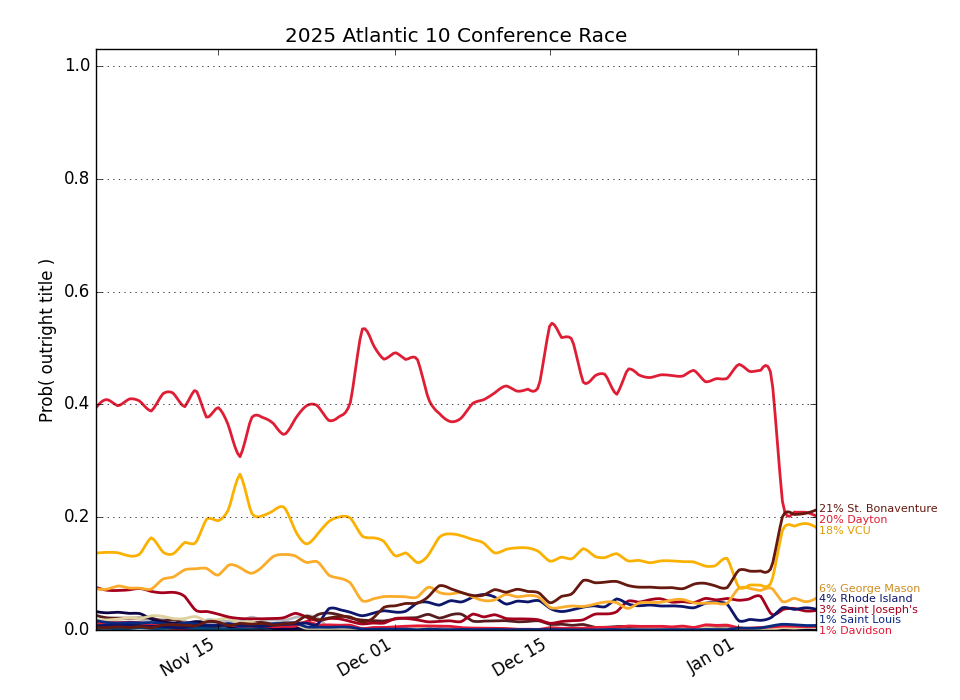 2025 Atlantic 10 Conference Race
Prob( outright title )
1.0
0.8
0.6
0.4
0.2
0.0
Nov 15
Dec 01
Dec 15
Jan 01
21% St. Bonaventure
20% Dayton
18% VCU
6% George Mason
4% Rhode Island
3% Saint Joseph's
1% Saint Louis
1% Davidson